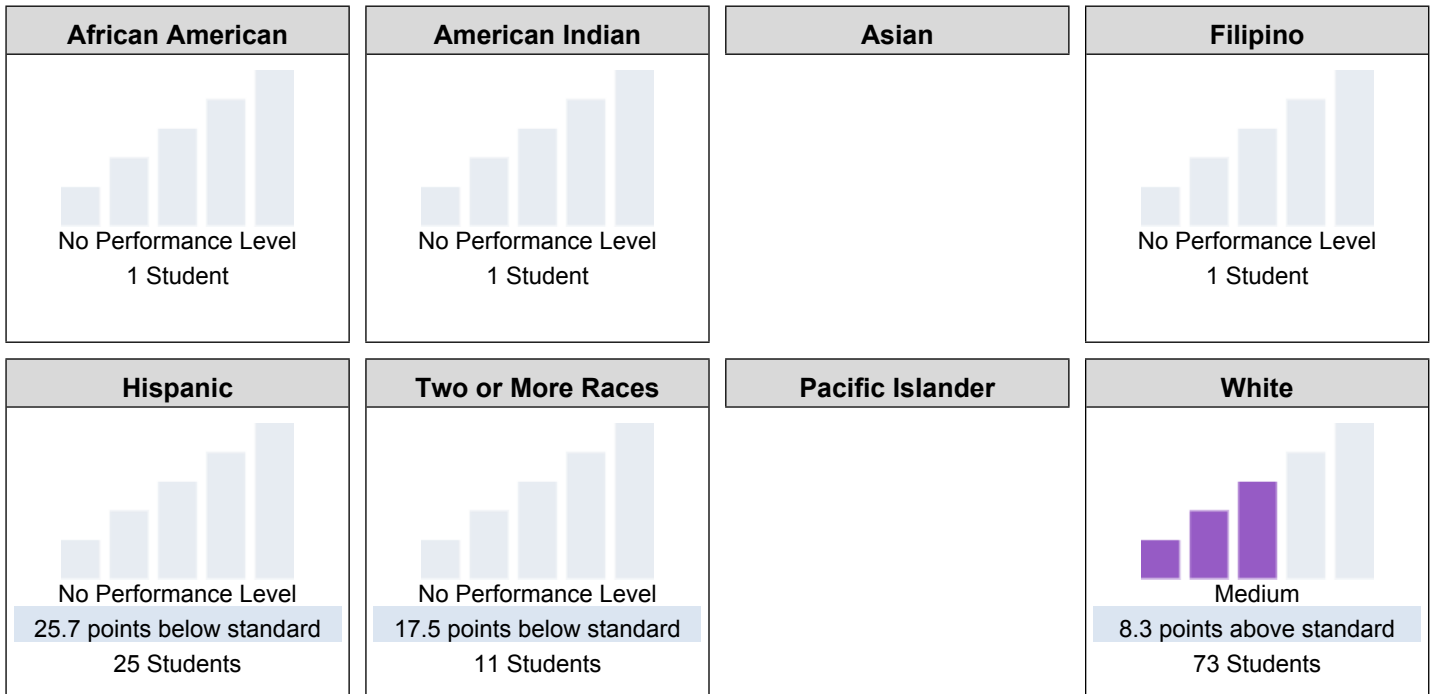 African American
No Performance Level
1 Student
American Indian
No Performance Level
1 Student
Asian
Filipino
No Performance Level
1 Student
Hispanic
No Performance Level
25.7 points below standard
25 Students
Two or More Races
No Performance Level
17.5 points below standard
11 Students
Pacific Islander
White
Medium
8.3 points above standard
73 Students